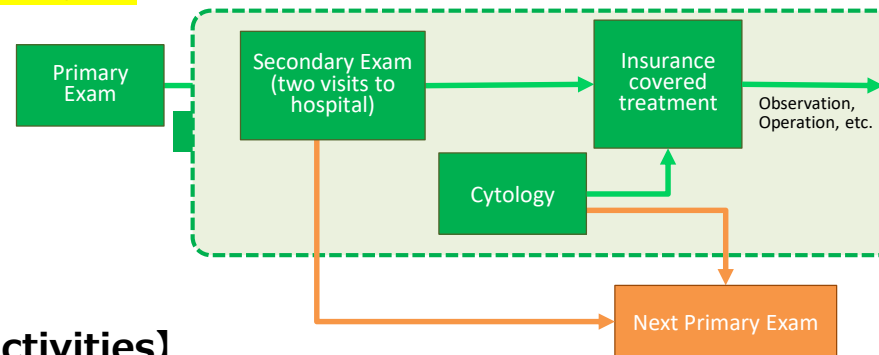 Primary
Exam
Secondary Exam
(two visits to
hospital)
Insurance
covered
treatment
Observation,
Operation, etc.
Cytology
Next Primary Exam
ctivities】